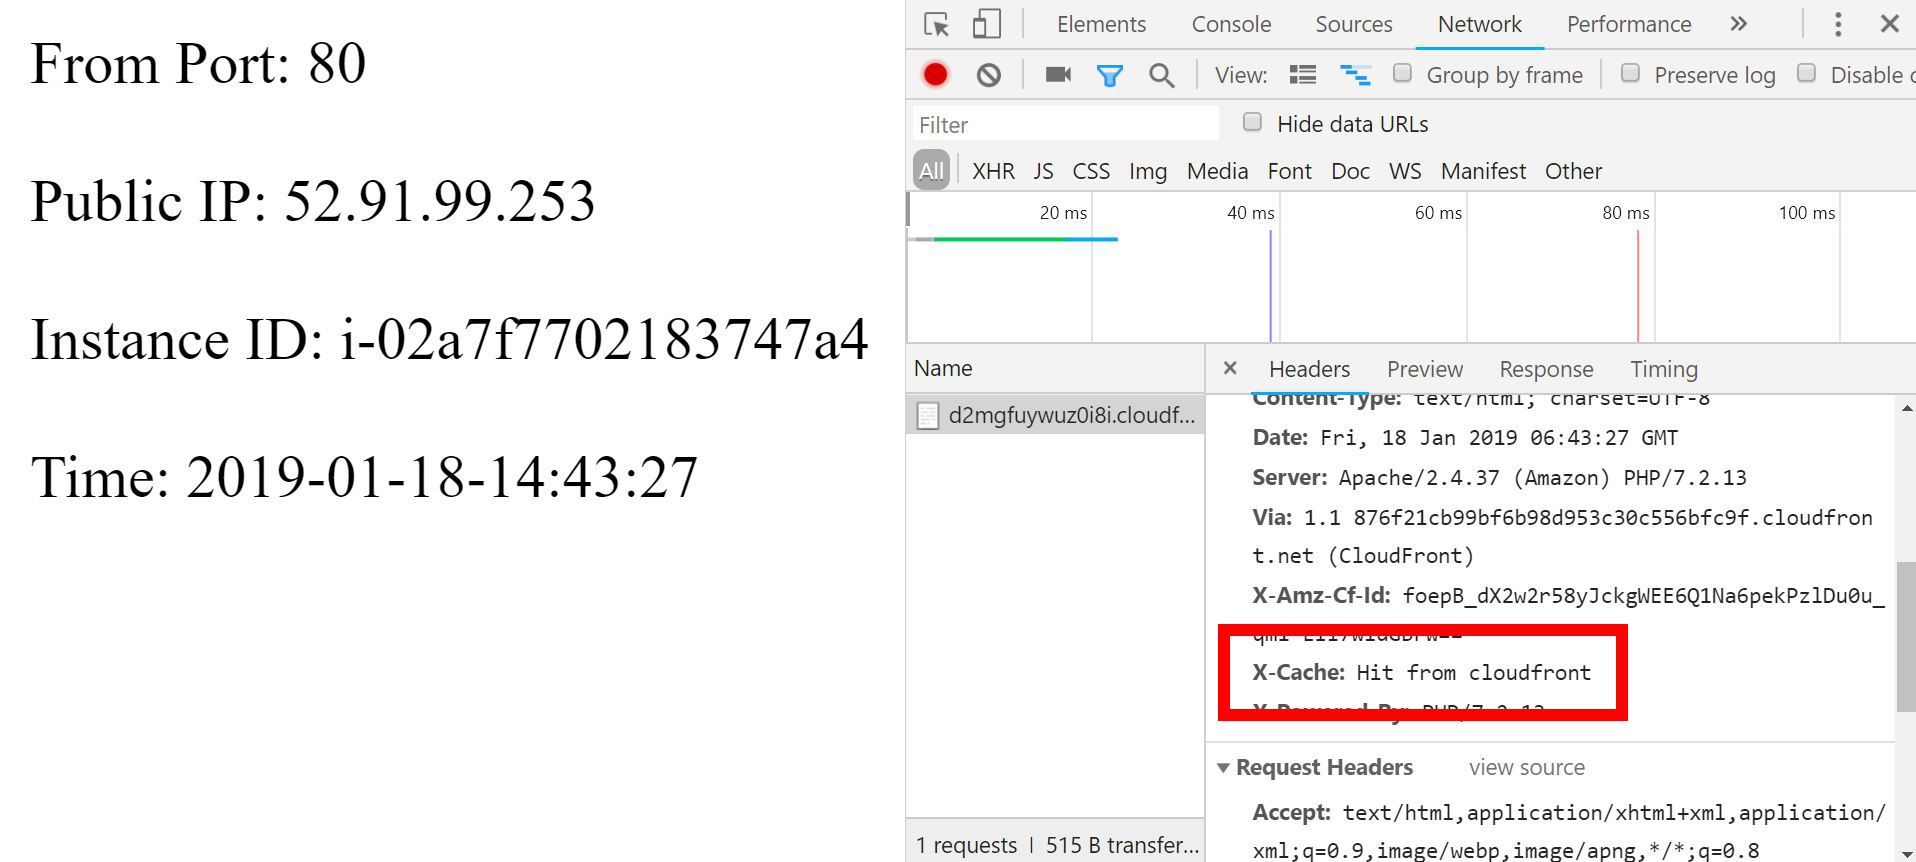 From Port: 80
Public IP: 52.91.99.253
Instance ID: i-02a7f7702183747a4
Time: 2019-01-18-14:43:27
Elements Console Sources Network Performance »
View: Group by frame Preserve log Disable c
Filter Hide data URLs
All XHR JS CSS Img Media Font Doc WS Manifest Other
20 ms 40 ms 60 ms 80 ms 100 ms
Name
d2mgfuywuz0i8i.cloudf...
1 requests | 515 B transfer...
Headers Preview Response Timing
Content-Type: text/html; charset=UTF-8
Date: Fri, 18 Jan 2019 06:43:27 GMT
Server: Apache/2.4.37 (Amazon) PHP/7.2.13
Via: 1.1 876f21cb99bf6b98d953c30c556bfc9f.cloudfron
t.net (CloudFront)
X-Amz-Cf-Id: foepB_dX2w2r58yJckgWEE6Q1Na6pekPzlDu0u_
X-Cache: Hit from cloudfront
X-Powered-By: PHP/7.2.13
Request Headers view source
Accept: text/html,application/xhtml+xml,application/
xml;q=0.9,image/webp,image/apng,*/*;q=0.8